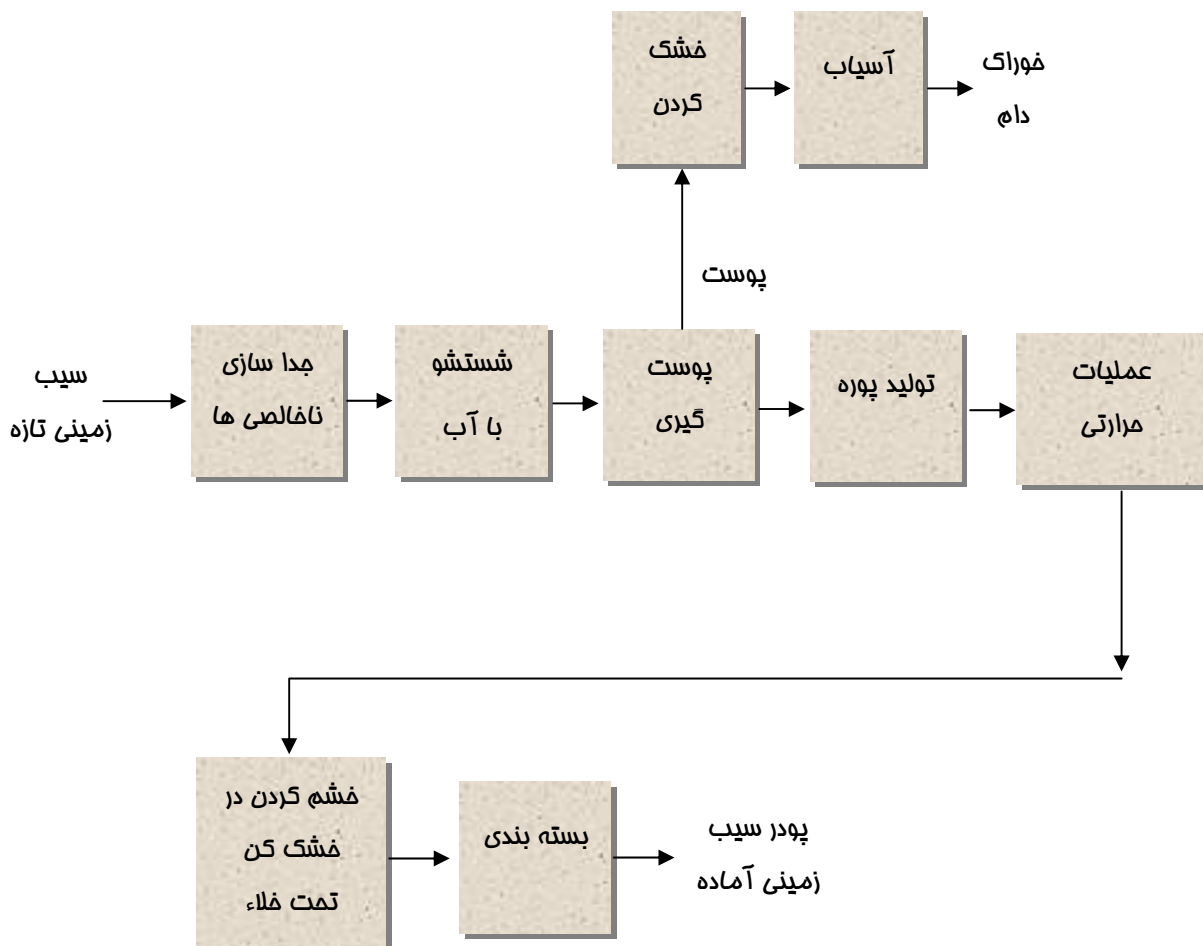 خشک
کردن
آسیاب
خوراک
دام
پوست
سیب
زمینی تازه
جدا سازی
ناخالصی ها
شستشو
با آب
پوست
گیری
تولید پوره
عملیات
حرارتی
خشم کردن در
خشک کن
تحت خلاء
بسته بندی
پودر سیب
زمینی آماده